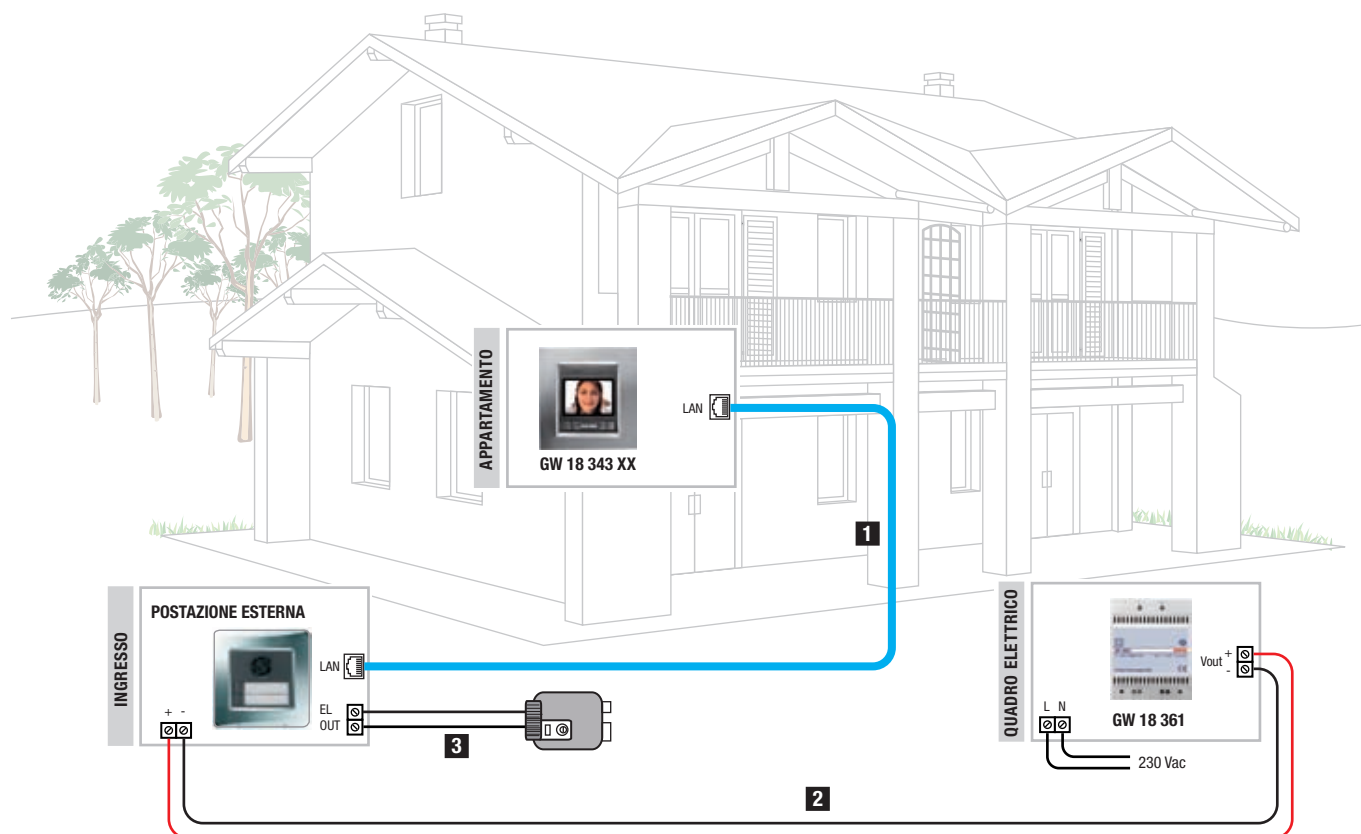 APPARTAMENTO
LAN
GW 18 343 XX
1
INGRESSO
POSTAZIONE ESTERNA
LAN
EL
OUT
+ -
3
QUADRO ELETTRICO
Vout +
-
L N
GW 18 361
230 Vac
2